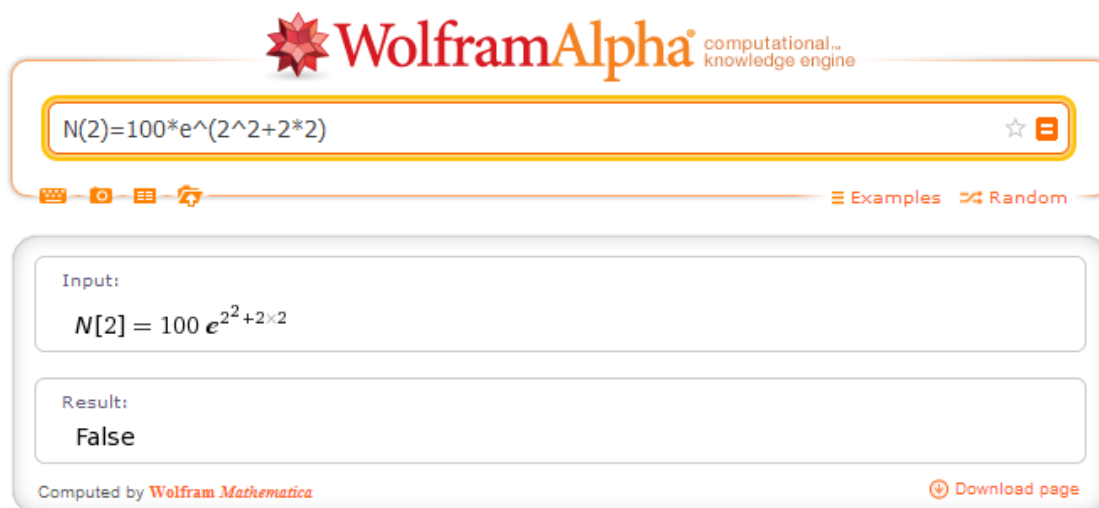 WolframAlpha® computational... knowledge engine
N(2)=100*e^(2^2+2*2)
Examples Random
Input:
N[2] = 100 e^{2^2+2×2}
Result:
False
Computed by Wolfram Mathematica Download page